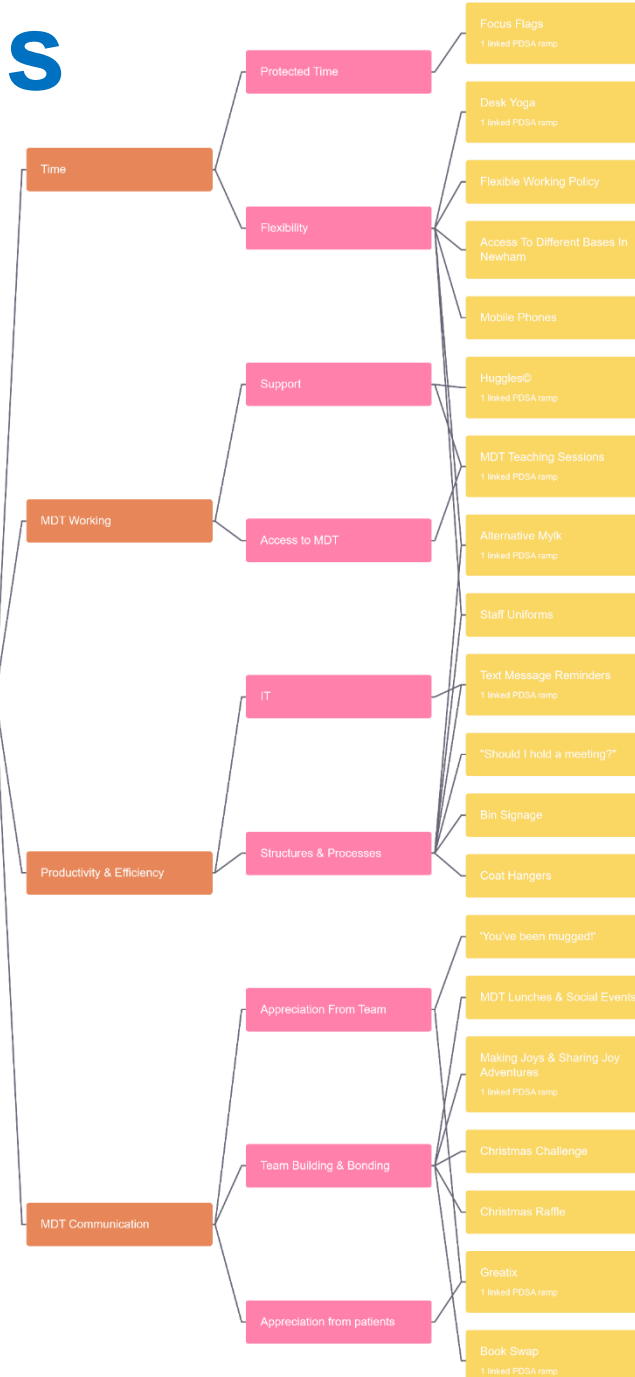 s
Time
MDT Working
Productivity & Efficiency
MDT Communication
Protected Time
Flexibility
Support
Access to MDT
IT
Structures & Processes
Appreciation From Team
Team Building & Bonding
Appreciation from patients
Focus Flags
1 linked PDSA ramp
Desk Yoga
1 linked PDSA ramp
Flexible Working Policy
Access To Different Bases In
Newham
Mobile Phones
Huggles©
1 linked PDSA ramp
MDT Teaching Sessions
1 linked PDSA ramp
Alternative Mylk
1 linked PDSA ramp
Staff Uniforms
Text Message Reminders
1 linked PDSA ramp
"Should I hold a meeting?"
Bin Signage
Coat Hangers
'You've been mugged!'
MDT Lunches & Social Events
Making Joys & Sharing Joy
Adventures
1 linked PDSA ramp
Christmas Challenge
Christmas Raffle
Greatix
1 linked PDSA ramp
Book Swap
1 linked PDSA ramp